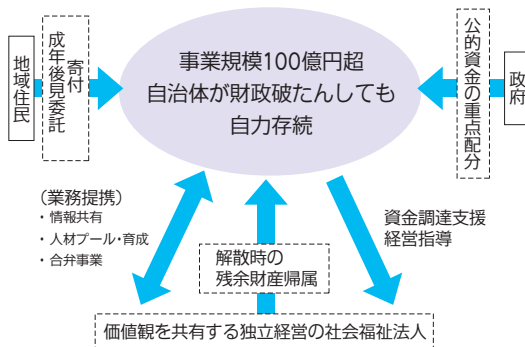 事業規模100億円超
自治体が財政破たんしても
自力存続
地域住民
寄付
成年後見委託
公的資金の重点配分
政府
(業務提携)
・情報共有
・人材プール・育成
・合弁事業
解散時の
残余財産帰属
資金調達支援
経営指導
価値観を共有する独立経営の社会福祉法人